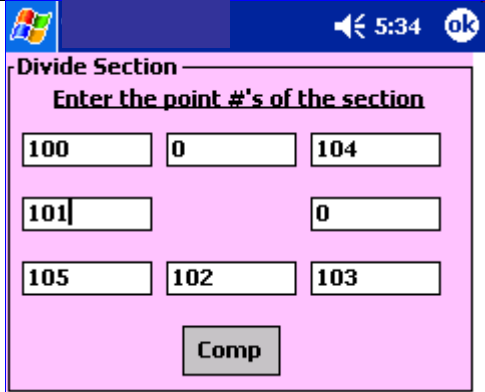 5:34 ok
Divide Section
Enter the point #'s of the section
100 0 104
101 0
105 102 103
Comp